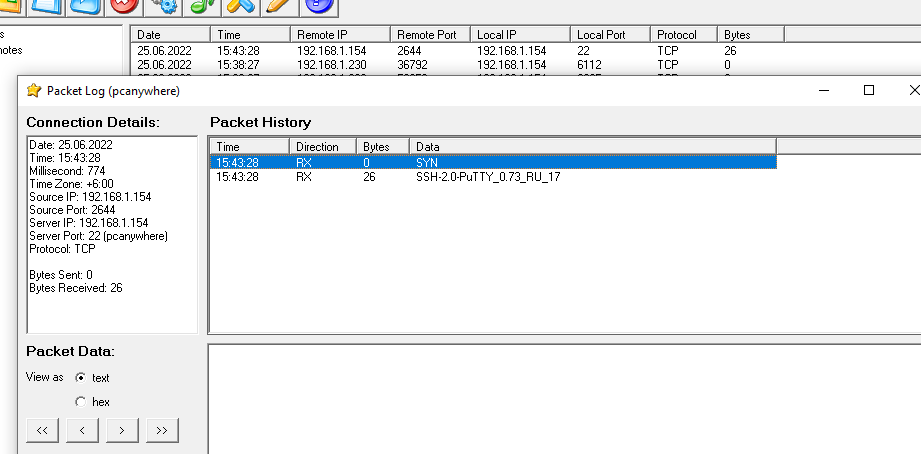 s
notes
Date Time Remote IP Remote Port Local IP Local Port Protocol Bytes
25.06.2022 15:43:28 192.168.1.154 2644 192.168.1.154 22 TCP 26
25.06.2022 15:38:27 192.168.1.230 36792 192.168.1.154 6112 TCP 0
Packet Log (pcanywhere)
Connection Details:
Date: 25.06.2022
Time: 15:43:28
Millisecond: 774
Time Zone: +6:00
Source IP: 192.168.1.154
Source Port: 2644
Server IP: 192.168.1.154
Server Port: 22 (pcanywhere)
Protocol: TCP
Bytes Sent: 0
Bytes Received: 26
Packet History
Time Direction Bytes Data
15:43:28 RX 0 SYN
15:43:28 RX 26 SSH-2.0-PuTTY_0.73_RU_17
Packet Data:
View as text
hex
<< < > >>